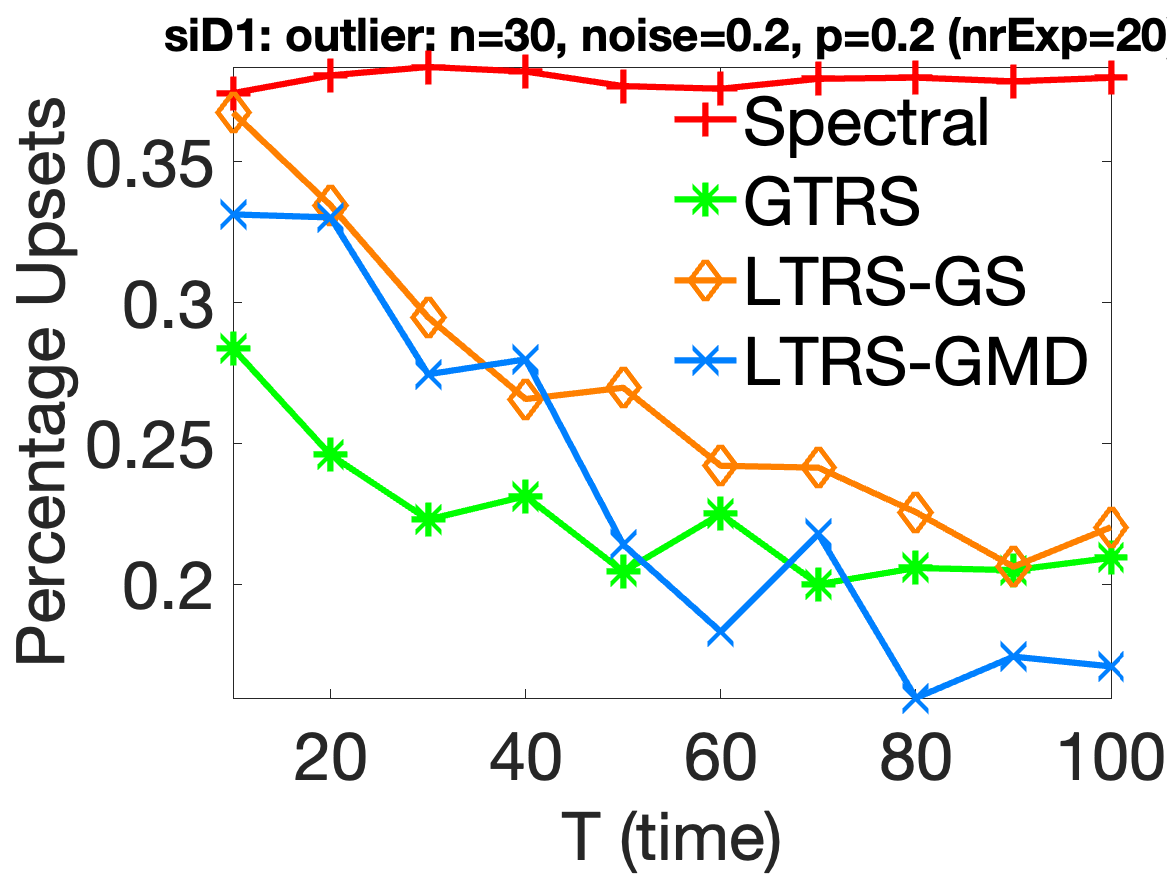 siD1: outlier: n=30, noise=0.2, p=0.2 (nrExp=20)
Percentage Upsets
0.35
0.3
0.25
0.2
Spectral
GTRS
LTRS-GS
LTRS-GMD
20
40
60
80
100
T (time)